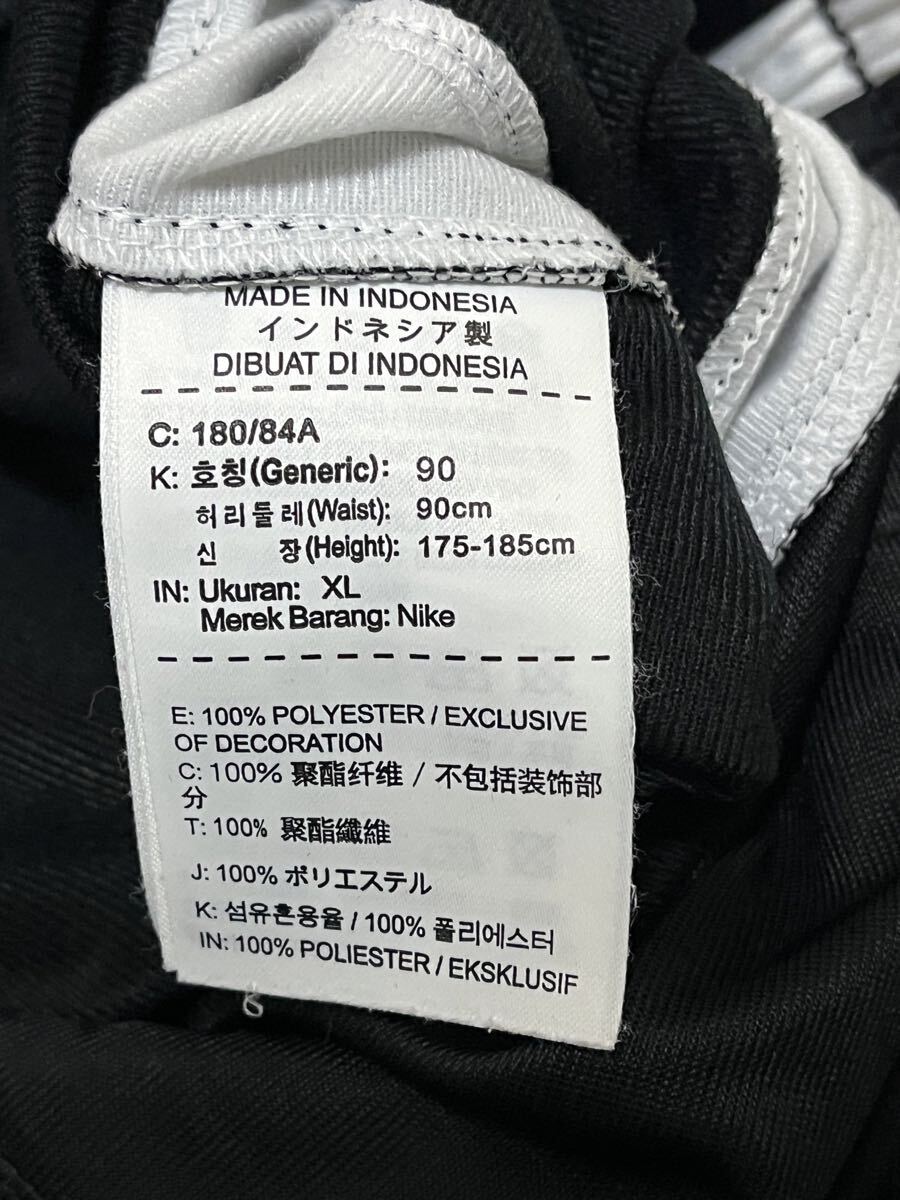 MADE IN INDONESIA
インドネシア製
DIBUAT DI INDONESIA
C: 180/84A
K: 호칭(Generic): 90
허리둘레(Waist): 90cm
신 장(Height): 175-185cm
IN: Ukuran: XL
Merek Barang: Nike
E: 100% POLYESTER / EXCLUSIVE
OF DECORATION
C: 100% 聚酯纤维 / 不包括装饰部
分
T: 100% 聚酯纖維
J: 100% ポリエステル
K: 섬유혼용율 / 100% 폴리에스터
IN: 100% POLIESTER / EKSKLUSIF